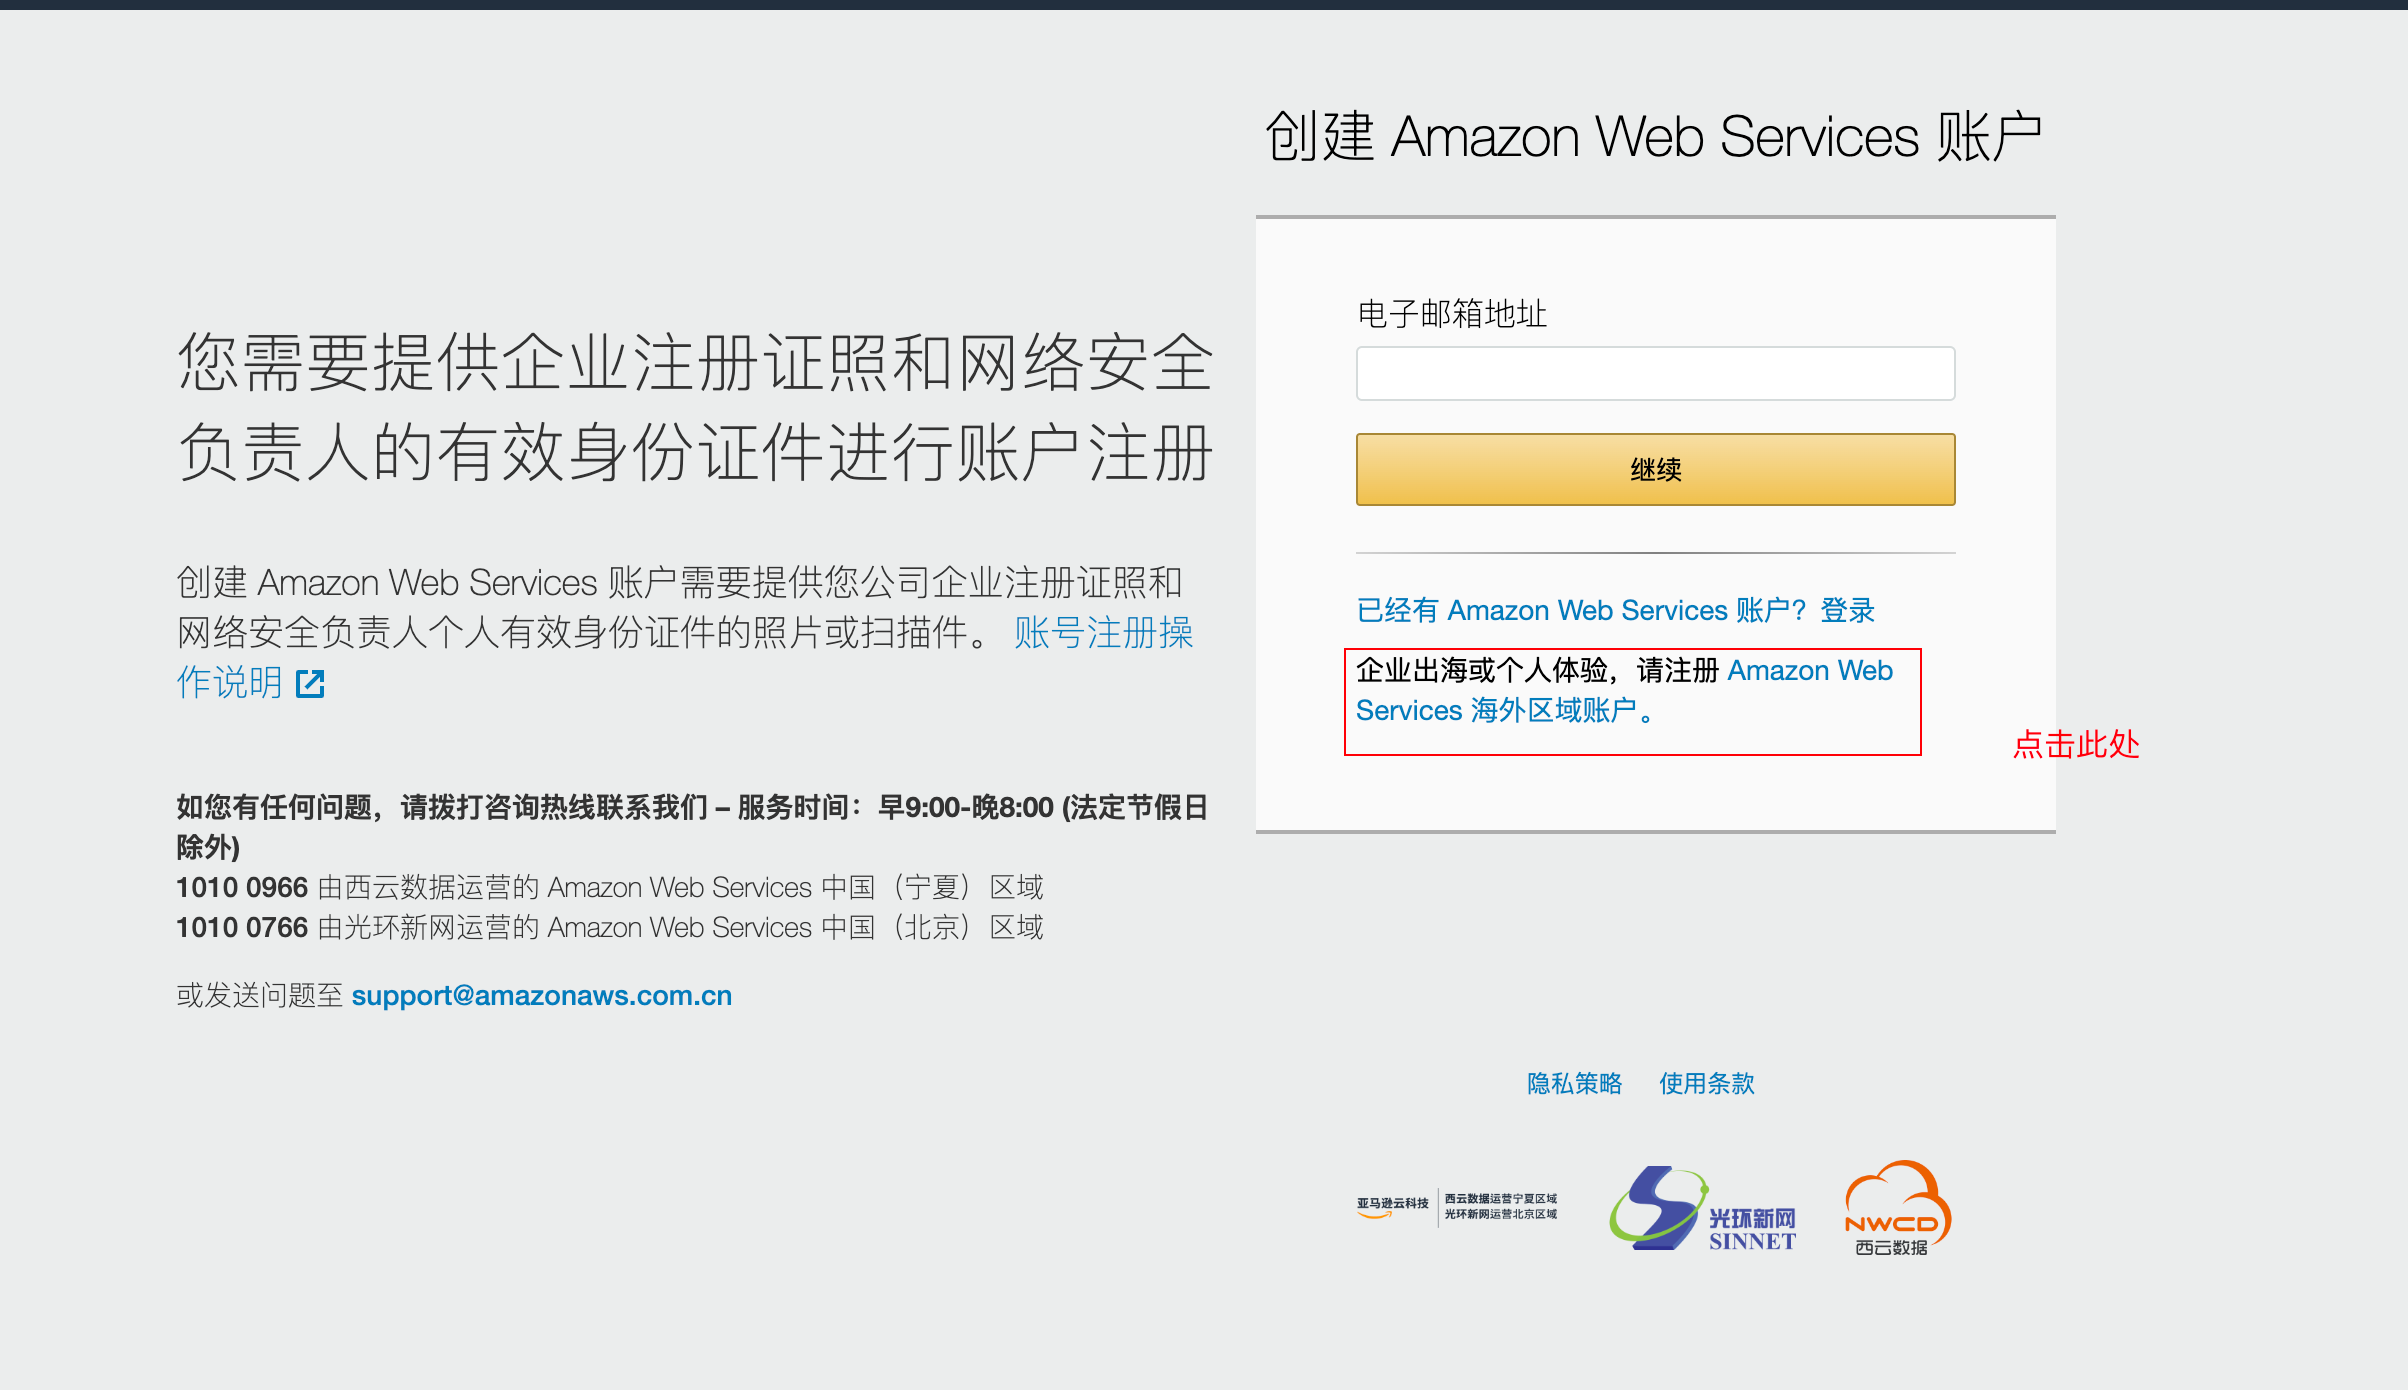 创建 Amazon Web Services 账户
您需要提供企业注册证照和网络安全
负责人的有效身份证件进行账户注册
创建 Amazon Web Services 账户需要提供您公司企业注册证照和
网络安全负责人个人有效身份证件的照片或扫描件。 账号注册操
作说明
如您有任何问题，请拨打咨询热线联系我们 – 服务时间：早9:00-晚8:00 (法定节假日
除外)
1010 0966 由西云数据运营的 Amazon Web Services 中国（宁夏）区域
1010 0766 由光环新网运营的 Amazon Web Services 中国（北京）区域
或发送问题至 support@amazonaws.com.cn
电子邮箱地址
继续
已经有 Amazon Web Services 账户？登录
企业出海或个人体验，请注册 Amazon Web
Services 海外区域账户。
点击此处
隐私策略 使用条款
亚马逊云科技
西云数据运营宁夏区域
光环新网运营北京区域
光环新网
SINNET
NWCD
西云数据